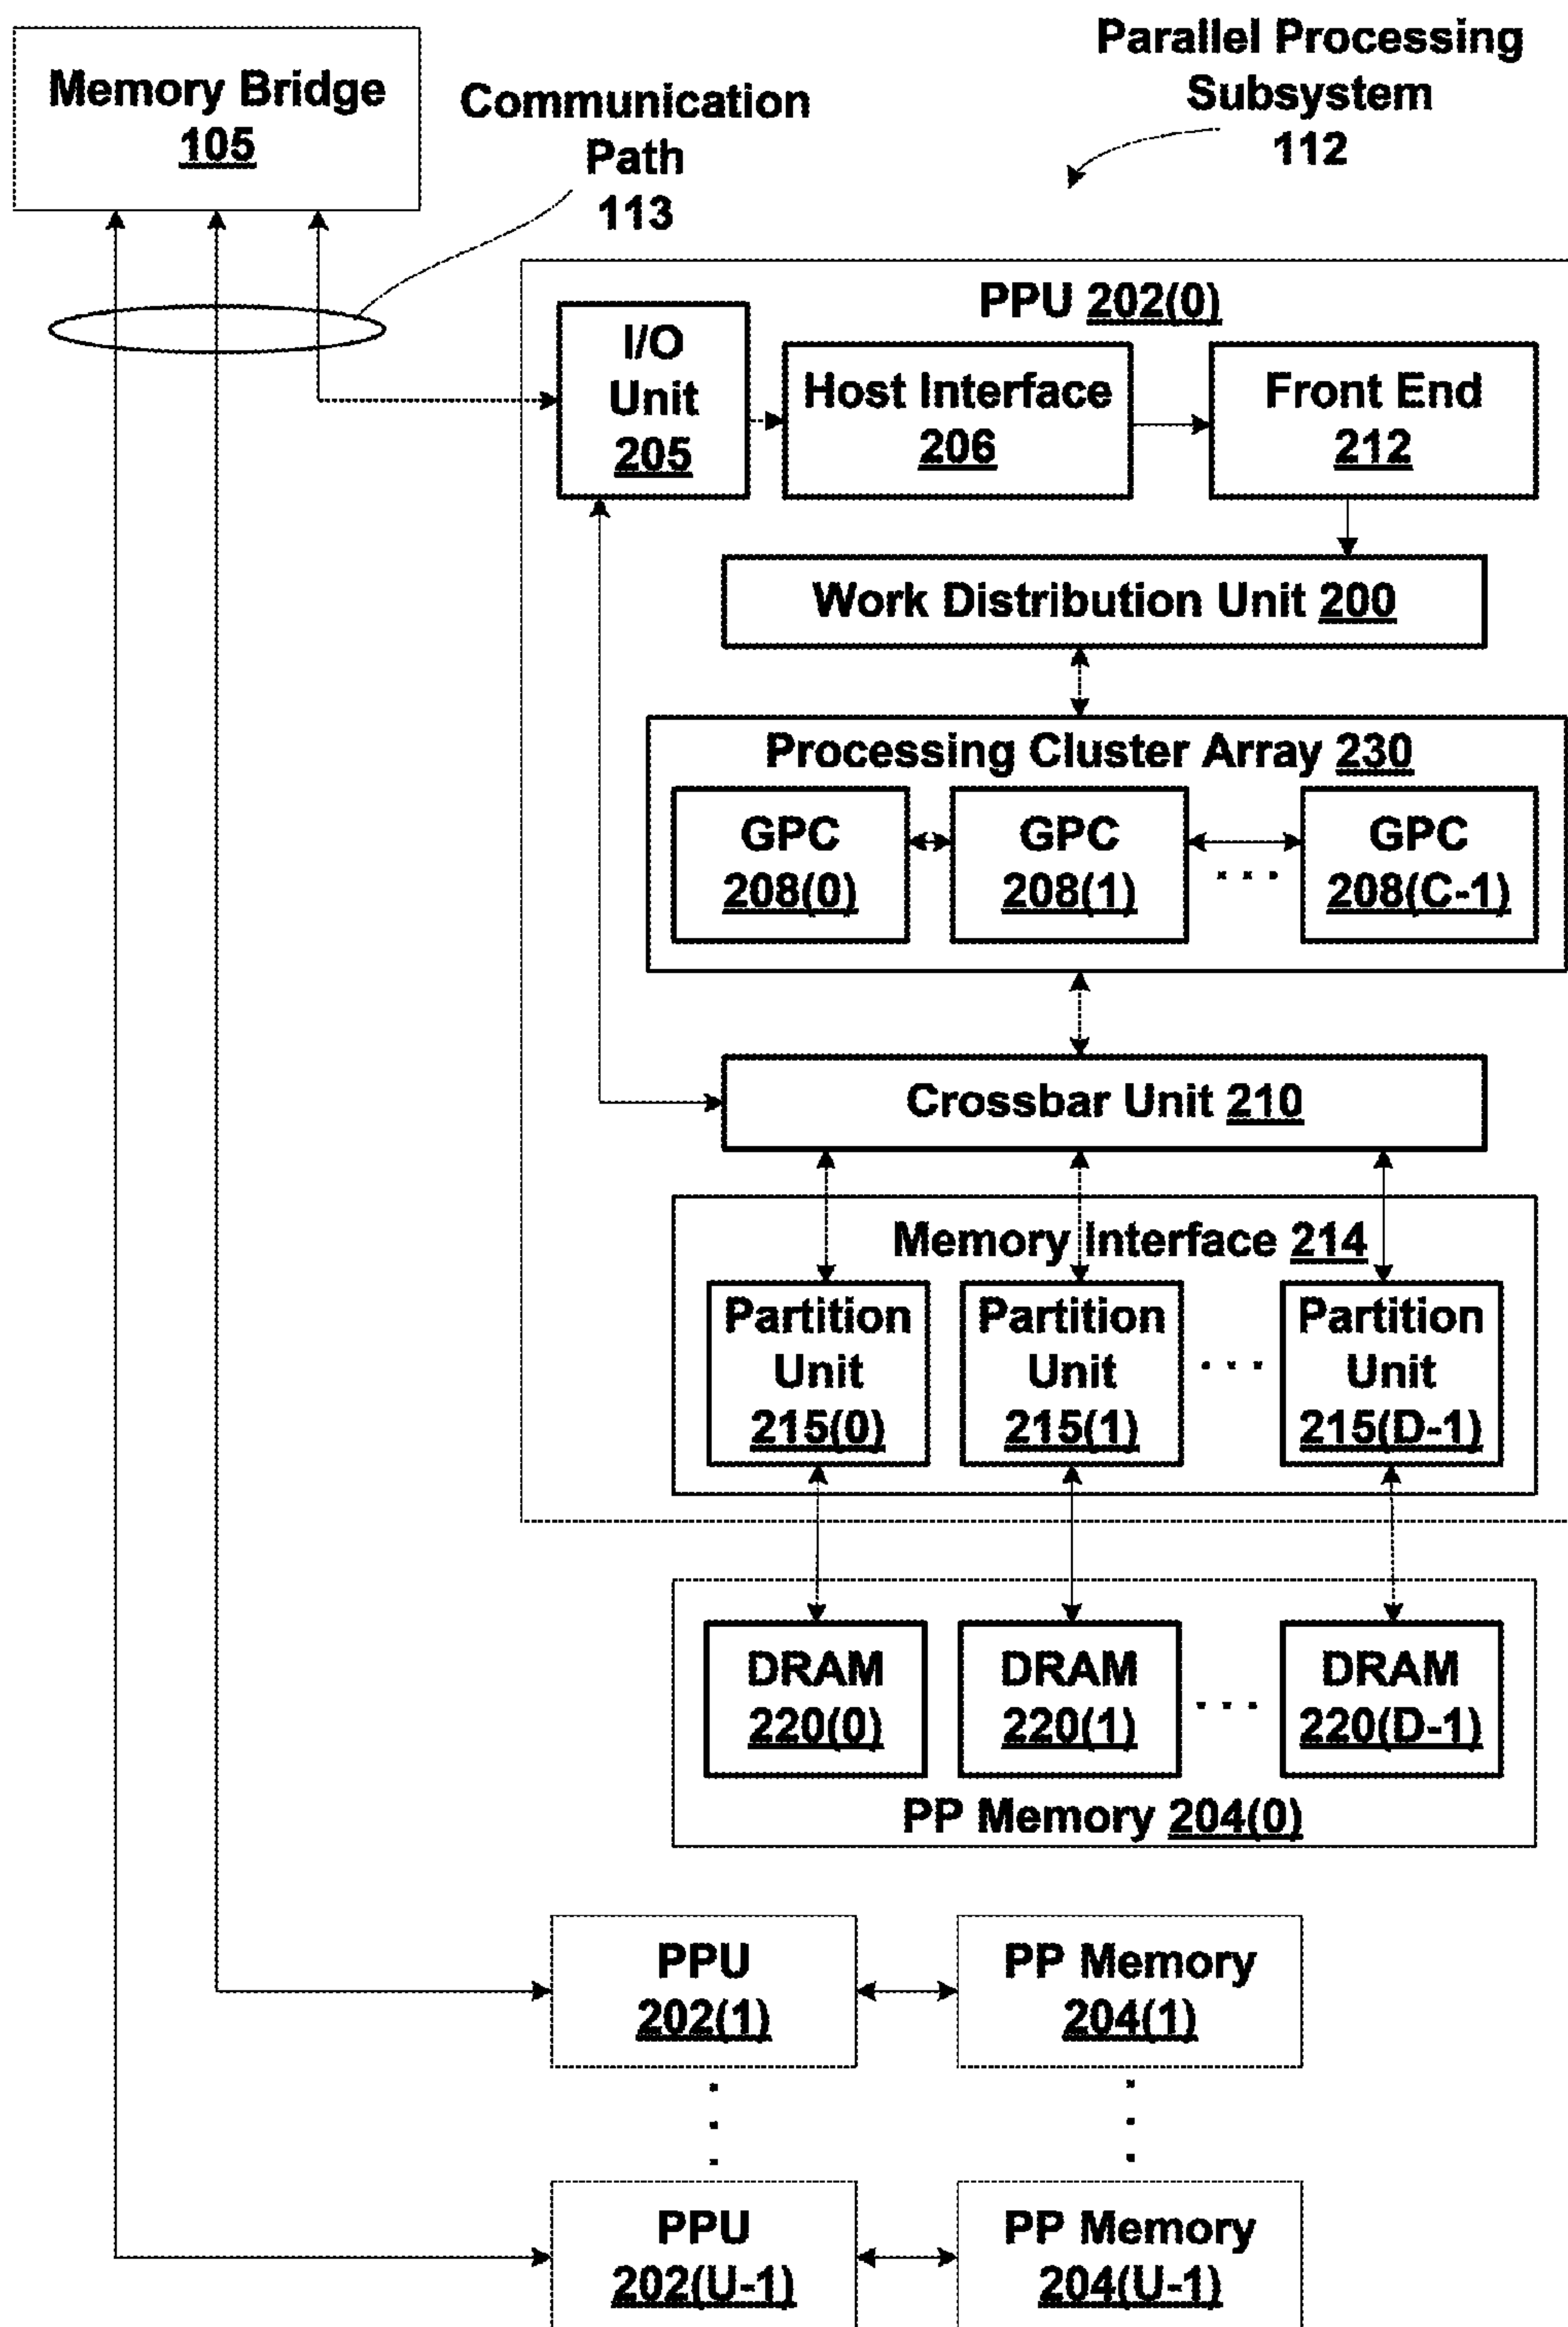 Memory Bridge
105
Communication
Path
113
Parallel Processing
Subsystem
112
PPU 202(0)
I/O
Unit
205
Host Interface
206
Front End
212
Work Distribution Unit 200
Processing Cluster Array 230
GPC
208(0)
GPC
208(1)
. . .
GPC
208(C-1)
Crossbar Unit 210
Memory Interface 214
Partition
Unit
215(0)
Partition
Unit
215(1)
. . .
Partition
Unit
215(D-1)
DRAM
220(0)
DRAM
220(1)
. . .
DRAM
220(D-1)
PP Memory 204(0)
PPU
202(1)
PP Memory
204(1)
. . .
. . .
PPU
202(U-1)
PP Memory
204(U-1)